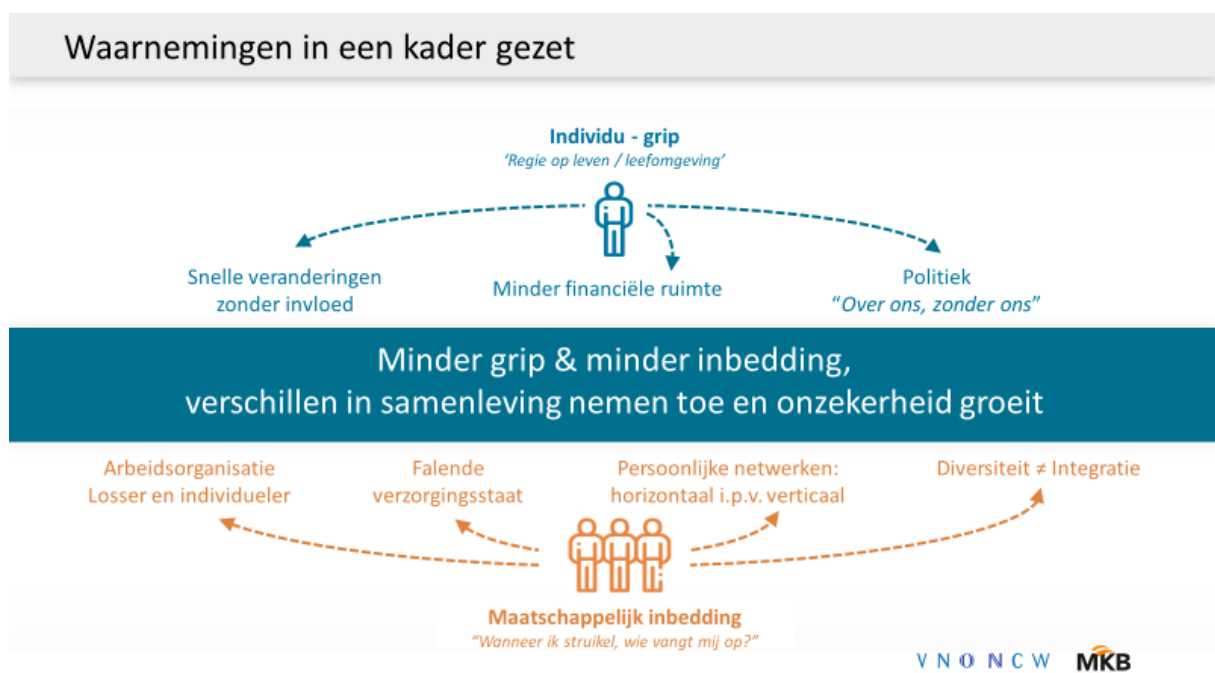 Waarnemingen in een kader gezet
Individu - grip
‘Regie op leven / leefomgeving’
Snelle veranderingen
zonder invloed
Minder financiële ruimte
Politiek
“Over ons, zonder ons”
Minder grip & minder inbedding,
verschillen in samenleving nemen toe en onzekerheid groeit
Arbeidsorganisatie
Losser en individueler
Falende
verzorgingsstaat
Persoonlijke netwerken:
horizontaal i.p.v. verticaal
Diversiteit ≠ Integratie
Maatschappelijk inbedding
“Wanneer ik struikel, wie vangt mij op?”
VNO NCW
MKB